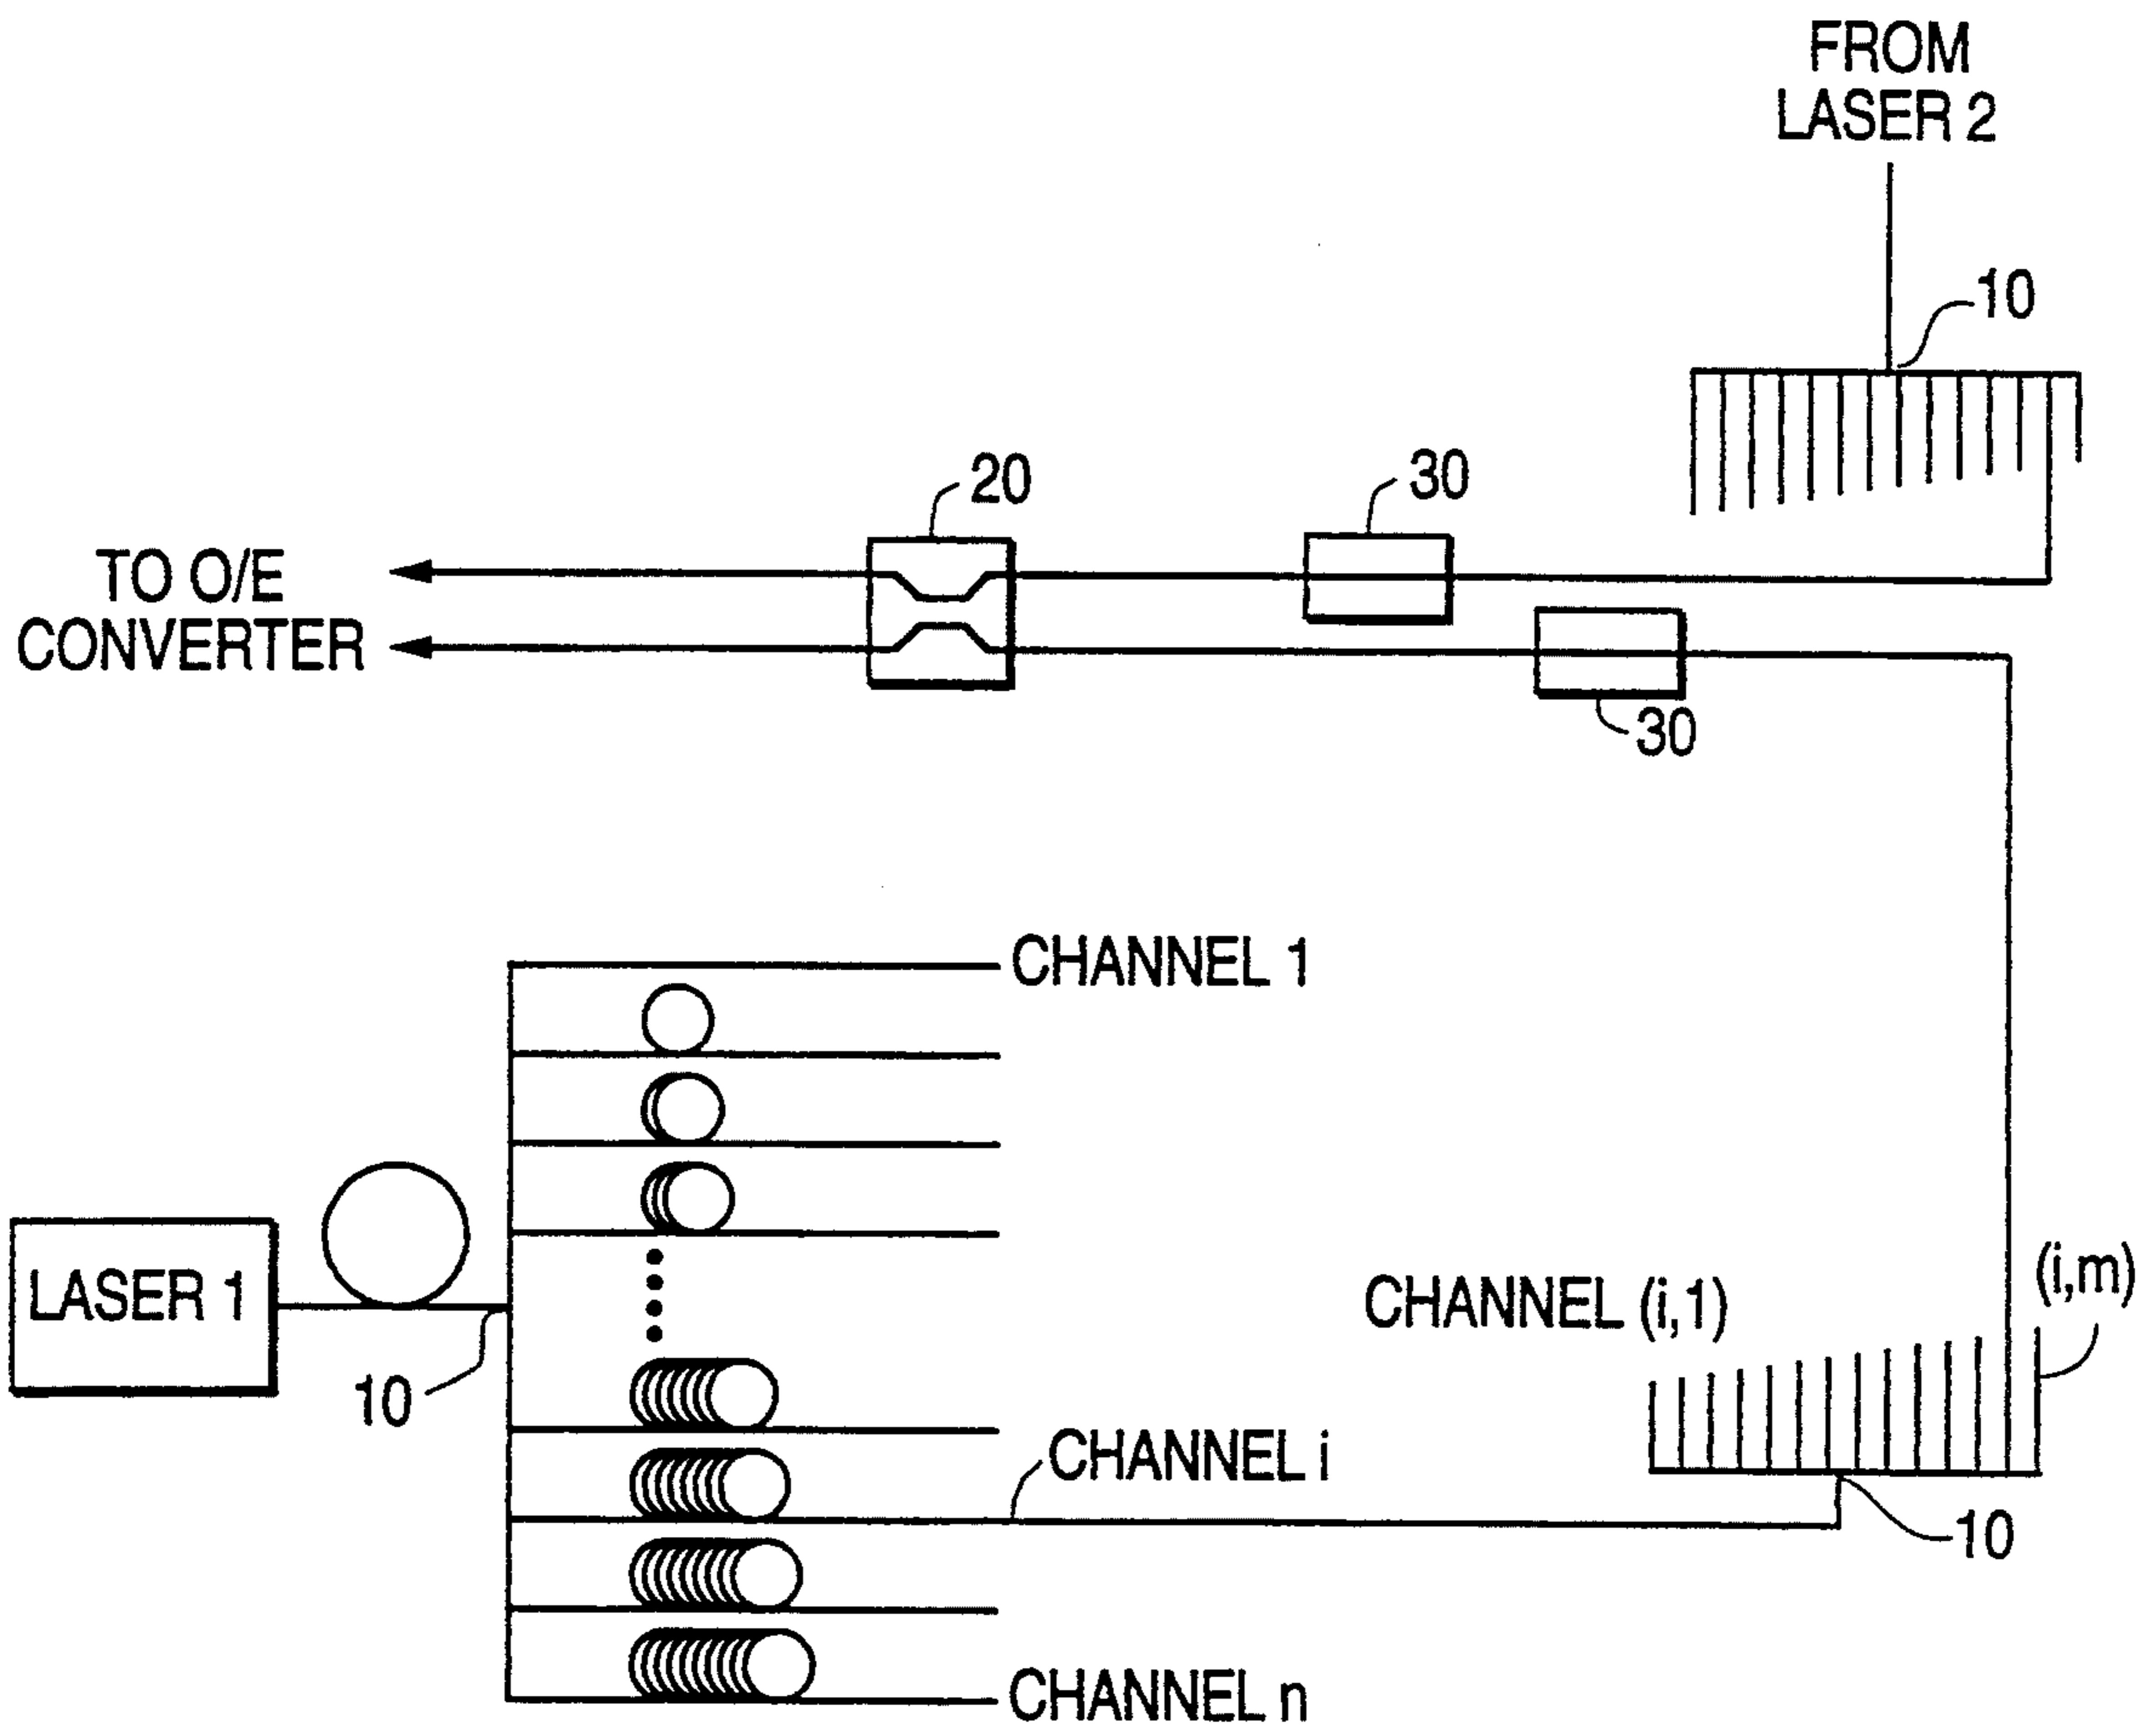 FROM
LASER 2
10
20
30
TO O/E
CONVERTER
30
CHANNEL 1
LASER 1
10
CHANNEL (i,1)
(i,m)
CHANNEL i
10
CHANNEL n